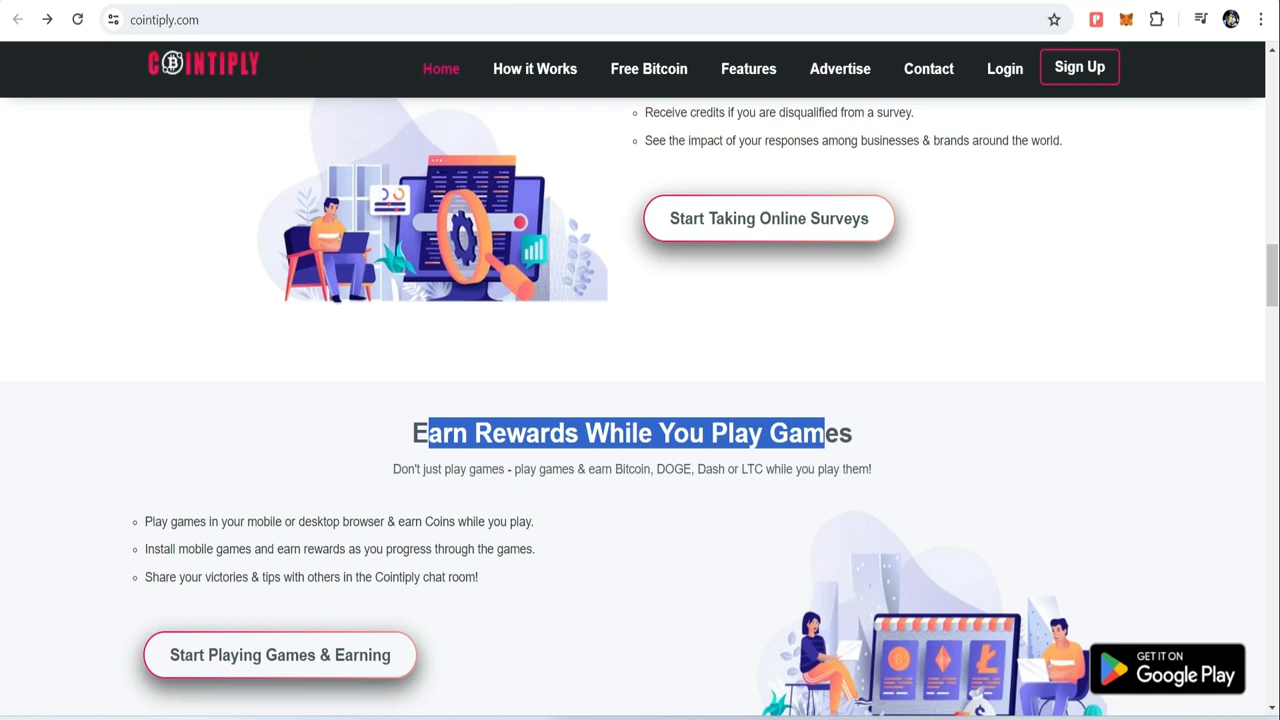 cointiply.com
COINTIPLY
Home How it Works Free Bitcoin Features Advertise Contact Login Sign Up
Receive credits if you are disqualified from a survey.
See the impact of your responses among businesses & brands around the world.
Start Taking Online Surveys
Earn Rewards While You Play Games
Don't just play games - play games & earn Bitcoin, DOGE, Dash or LTC while you play them!
Play games in your mobile or desktop browser & earn Coins while you play.
Install mobile games and earn rewards as you progress through the games.
Share your victories & tips with others in the Cointiply chat room!
Start Playing Games & Earning
GET IT ON
Google Play